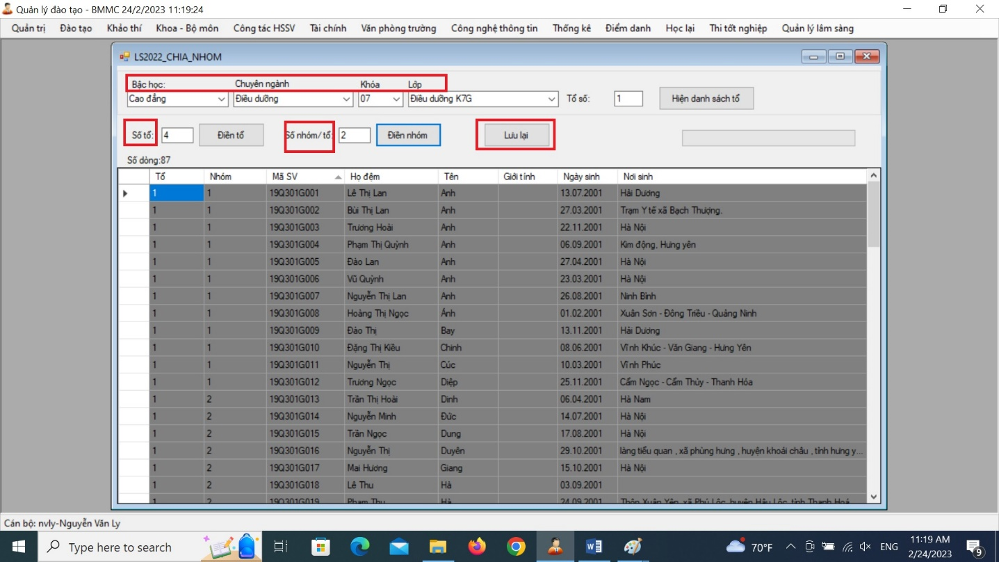 Quản lý đào tạo - BMMC 24/2/2023 11:19:24
Quản trị Đào tạo Khảo thí Khoa - Bộ môn Công tác HSSV Tài chính Văn phòng trường Công nghệ thông tin Thống kê Điểm danh Học lại Thi tốt nghiệp Quản lý lâm sàng
LS2022_CHIA_NHOM
Bậc học: Chuyên ngành Khóa Lớp
Cao đẳng Điều dưỡng 07 Điều dưỡng K7G Tổ số: 1 Hiện danh sách tổ
Số tổ: 4 Điền tổ Số nhóm/tổ: 2 Điền nhóm Lưu lại
Số dòng:87
Tổ Nhóm Mã SV Họ đệm Tên Giới tính Ngày sinh Nơi sinh
1 1 19Q301G001 Lê Thị Lan Anh 13.07.2001 Hải Dương
1 1 19Q301G002 Bùi Thị Lan Anh 27.03.2001 Trạm Y tế xã Bạch Thượng.
1 1 19Q301G003 Trương Hoài Anh 22.11.2001 Hà Nội
1 1 19Q301G004 Phạm Thị Quỳnh Anh 06.09.2001 Kim động, Hưng yên
1 1 19Q301G005 Đào Lan Anh 27.04.2001 Hà Nội
1 1 19Q301G006 Vũ Quỳnh Anh 23.03.2001 Hà Nội
1 1 19Q301G007 Nguyễn Thị Lan Anh 26.08.2001 Ninh Bình
1 1 19Q301G008 Hoàng Thị Ngọc Ánh 01.02.2001 Xuân Sơn - Đông Triều - Quảng Ninh
1 1 19Q301G009 Đào Thị Bay 13.11.2001 Hải Dương
1 1 19Q301G010 Đặng Thị Kiều Chinh 08.06.2001 Vĩnh Khúc - Văn Giang - Hưng Yên
1 1 19Q301G011 Nguyễn Thị Cúc 10.03.2001 Vĩnh Phúc
1 1 19Q301G012 Trương Ngọc Diệp 25.11.2001 Cẩm Ngọc - Cẩm Thủy - Thanh Hóa
1 2 19Q301G013 Trần Thị Hoài Dinh 06.04.2001 Hà Nam
1 2 19Q301G014 Nguyễn Minh Đức 14.07.2001 Hà Nội
1 2 19Q301G015 Trần Ngọc Dung 17.08.2001 Hà Nội
1 2 19Q301G016 Nguyễn Thị Duyên 29.10.2001 làng tiểu quan , xã phùng hưng , huyện khoái châu , tỉnh hưng y...
1 2 19Q301G017 Mai Hương Giang 15.10.2001 Hà Nội
1 2 19Q301G018 Lê Thu Hà 03.09.2001
1 2 19Q301G019 Phạm Thu Hà 24.09.2001 Thôn Xuân Yên, xã Phú Lộc, huyện Hậu Lộc, tỉnh Thanh Hoá
Cán bộ: nvly-Nguyễn Văn Ly
Type here to search 70°F ENG 11:19 AM
2/24/2023 9